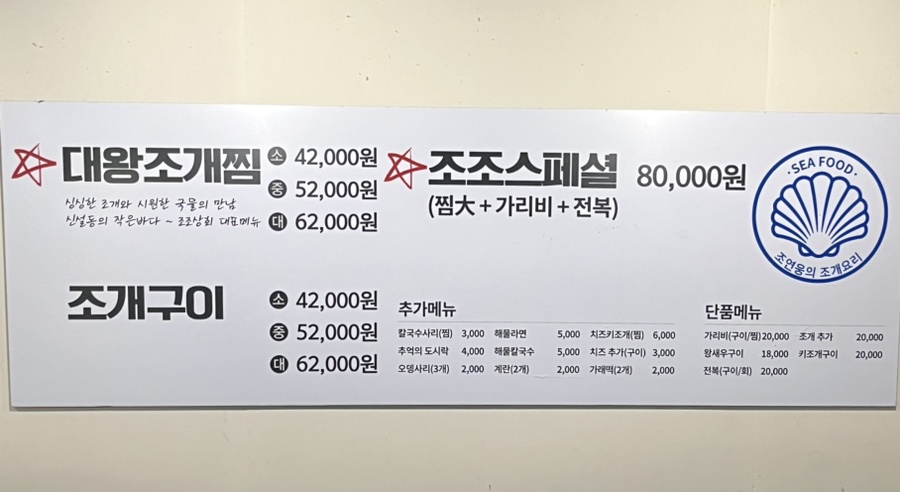 대왕조개찜
싱싱한 조개와 시원한 국물의 만남
신설동의 작은바다 ~ 조조상회 대표메뉴
소 42,000원
중 52,000원
대 62,000원
조조스페셜 80,000원
(찜大 + 가리비 + 전복)
·SEA FOOD·
조연웅의 조개요리
조개구이
소 42,000원
중 52,000원
대 62,000원
추가메뉴
칼국수사리(찜) 3,000 해물라면 5,000 치즈키조개(찜) 6,000
추억의 도시락 4,000 해물칼국수 5,000 치즈 추가(구이) 3,000
오뎅사리(3개) 2,000 계란(2개) 2,000 가래떡(2개) 2,000
단품메뉴
가리비(구이/찜) 20,000 조개 추가 20,000
왕새우구이 18,000 키조개구이 20,000
전복(구이/회) 20,000